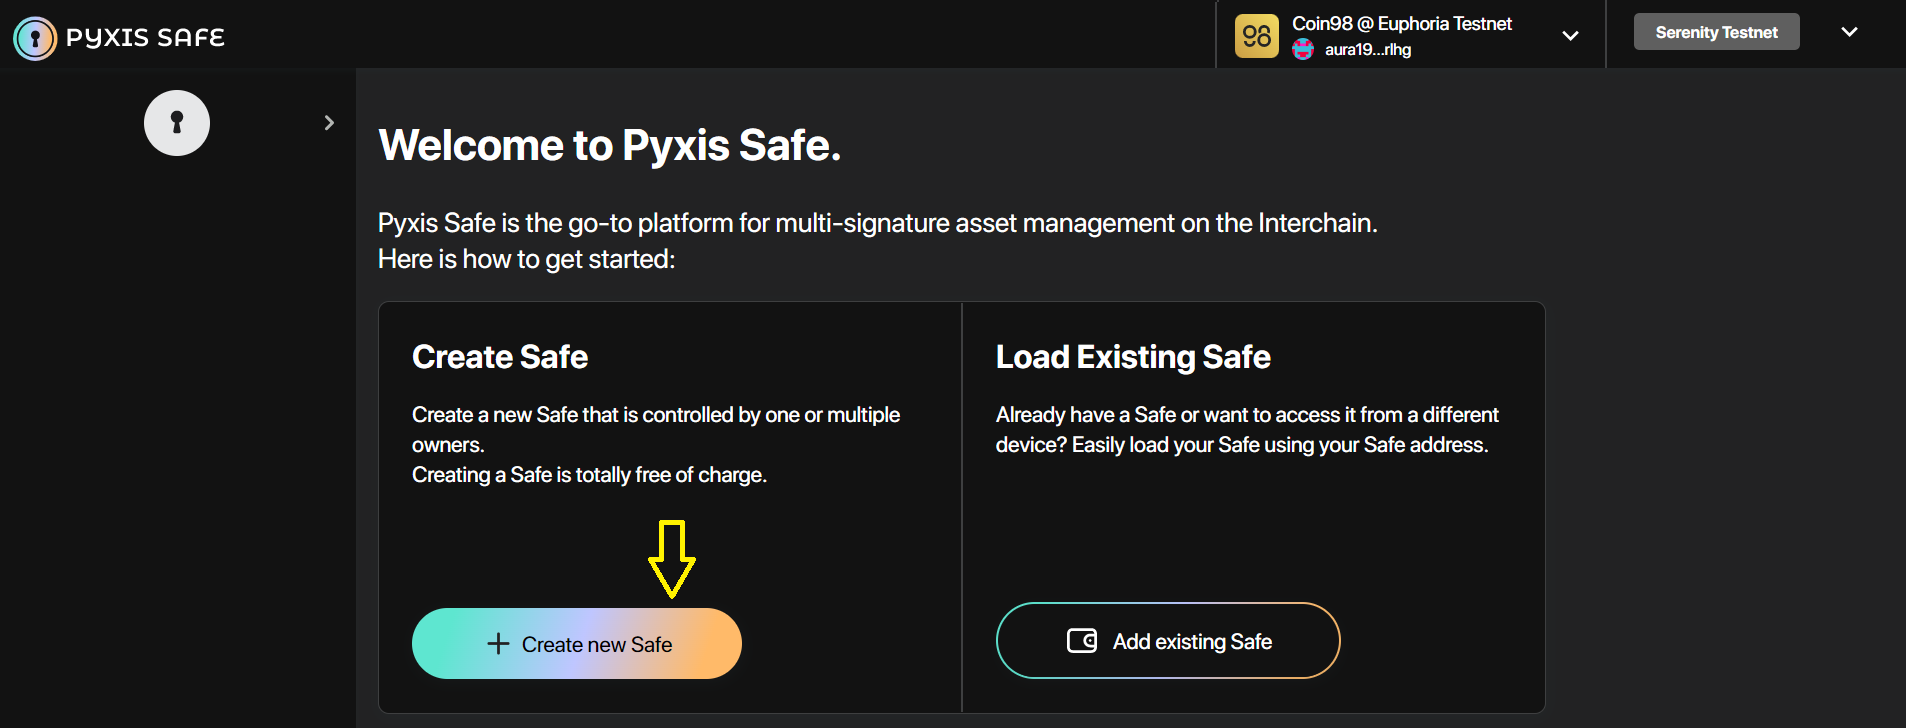 PYXIS SAFE
98
Coin98 @ Euphoria Testnet
aura19...rlhg
Serenity Testnet
Welcome to Pyxis Safe.
Pyxis Safe is the go-to platform for multi-signature asset management on the Interchain.
Here is how to get started:
Create Safe
Create a new Safe that is controlled by one or multiple
owners.
Creating a Safe is totally free of charge.
+ Create new Safe
Load Existing Safe
Already have a Safe or want to access it from a different
device? Easily load your Safe using your Safe address.
Add existing Safe